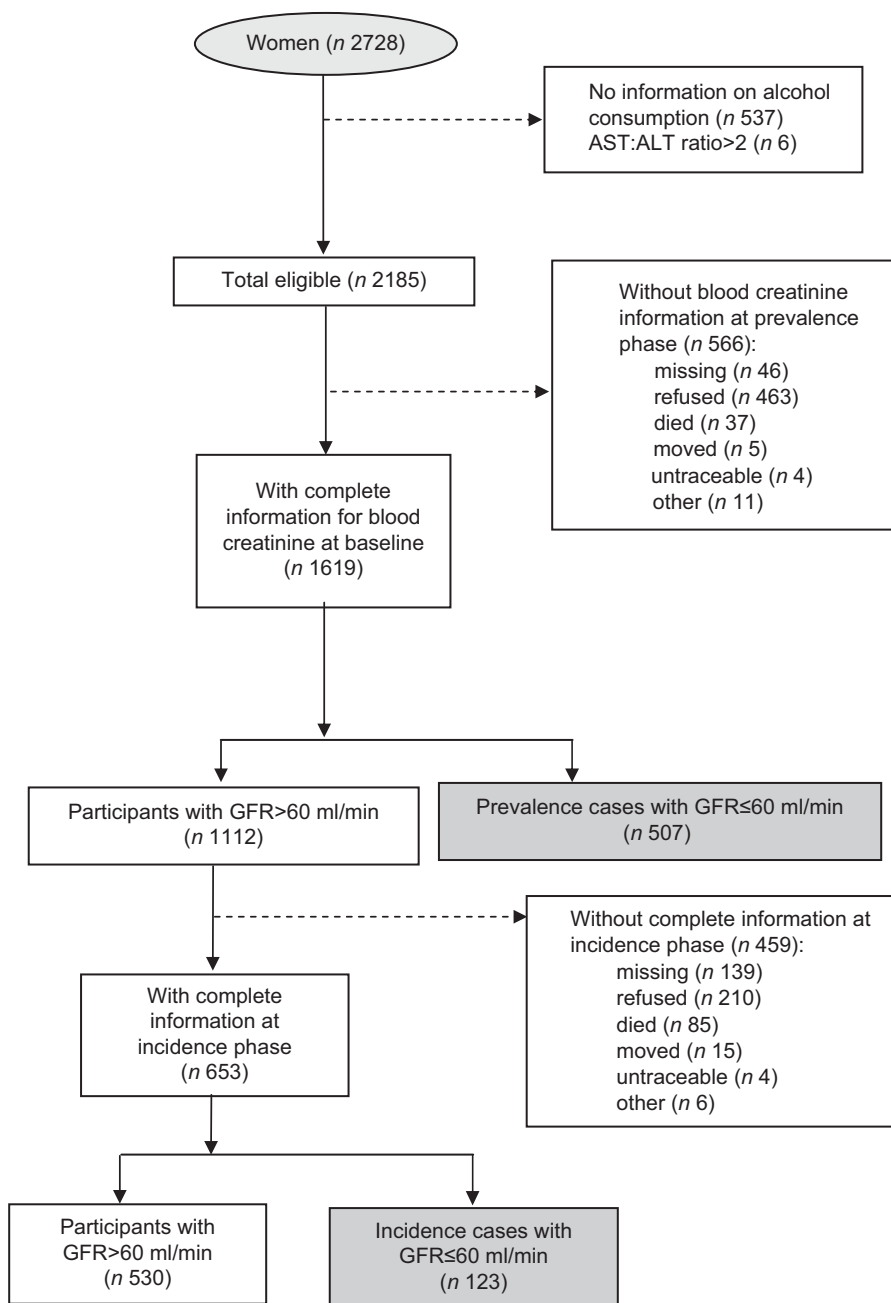 Women (n 2728)
No information on alcohol
consumption (n 537)
AST:ALT ratio>2 (n 6)
Total eligible (n 2185)
Without blood creatinine
information at prevalence
phase (n 566):
missing (n 46)
refused (n 463)
died (n 37)
moved (n 5)
untraceable (n 4)
other (n 11)
With complete
information for blood
creatinine at baseline
(n 1619)
Participants with GFR>60 ml/min
(n 1112)
Prevalence cases with GFR≤60 ml/min
(n 507)
Without complete information at
incidence phase (n 459):
missing (n 139)
refused (n 210)
died (n 85)
moved (n 15)
untraceable (n 4)
other (n 6)
With complete
information at
incidence phase
(n 653)
Participants with
GFR>60 ml/min
(n 530)
Incidence cases with
GFR≤60 ml/min
(n 123)